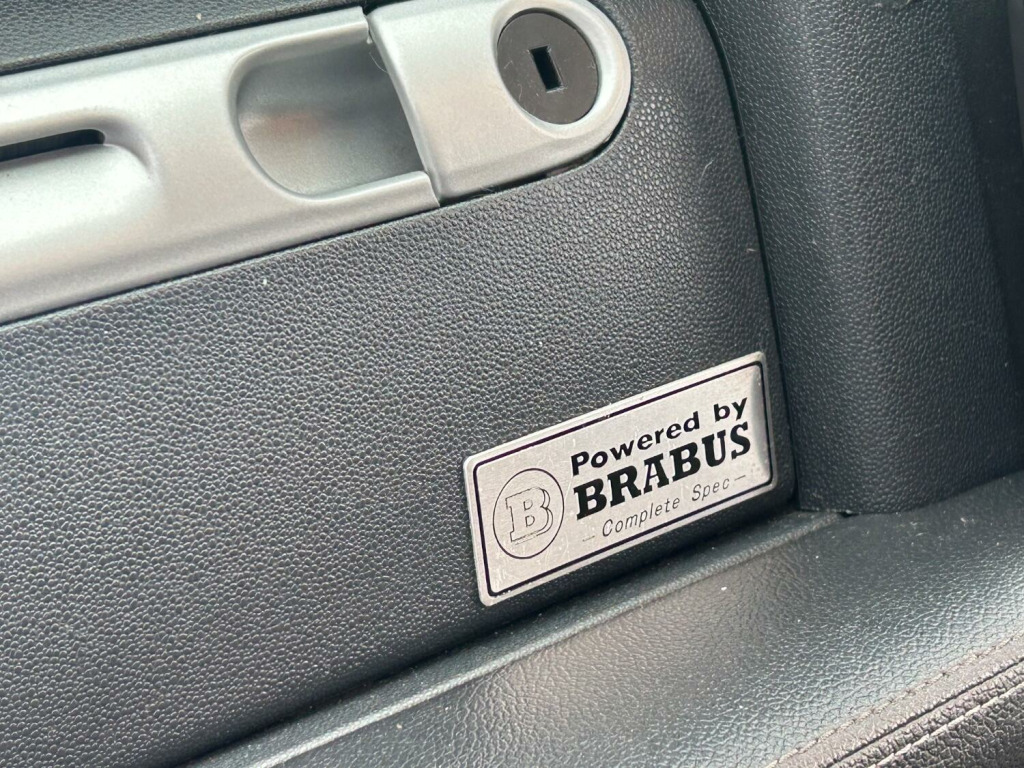 Powered by
B BRABUS
- Complete Spec -